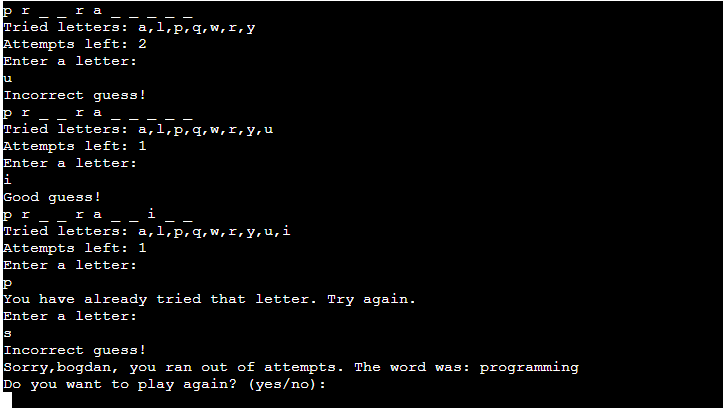 p r _ _ r a _ _ _ _ _
Tried letters: a,l,p,q,w,r,y
Attempts left: 2
Enter a letter:
u
Incorrect guess!
p r _ _ r a _ _ _ _ _
Tried letters: a,l,p,q,w,r,y,u
Attempts left: 1
Enter a letter:
i
Good guess!
p r _ _ r a _ _ i _ _
Tried letters: a,l,p,q,w,r,y,u,i
Attempts left: 1
Enter a letter:
p
You have already tried that letter. Try again.
Enter a letter:
s
Incorrect guess!
Sorry,bogdan, you ran out of attempts. The word was: programming
Do you want to play again? (yes/no):